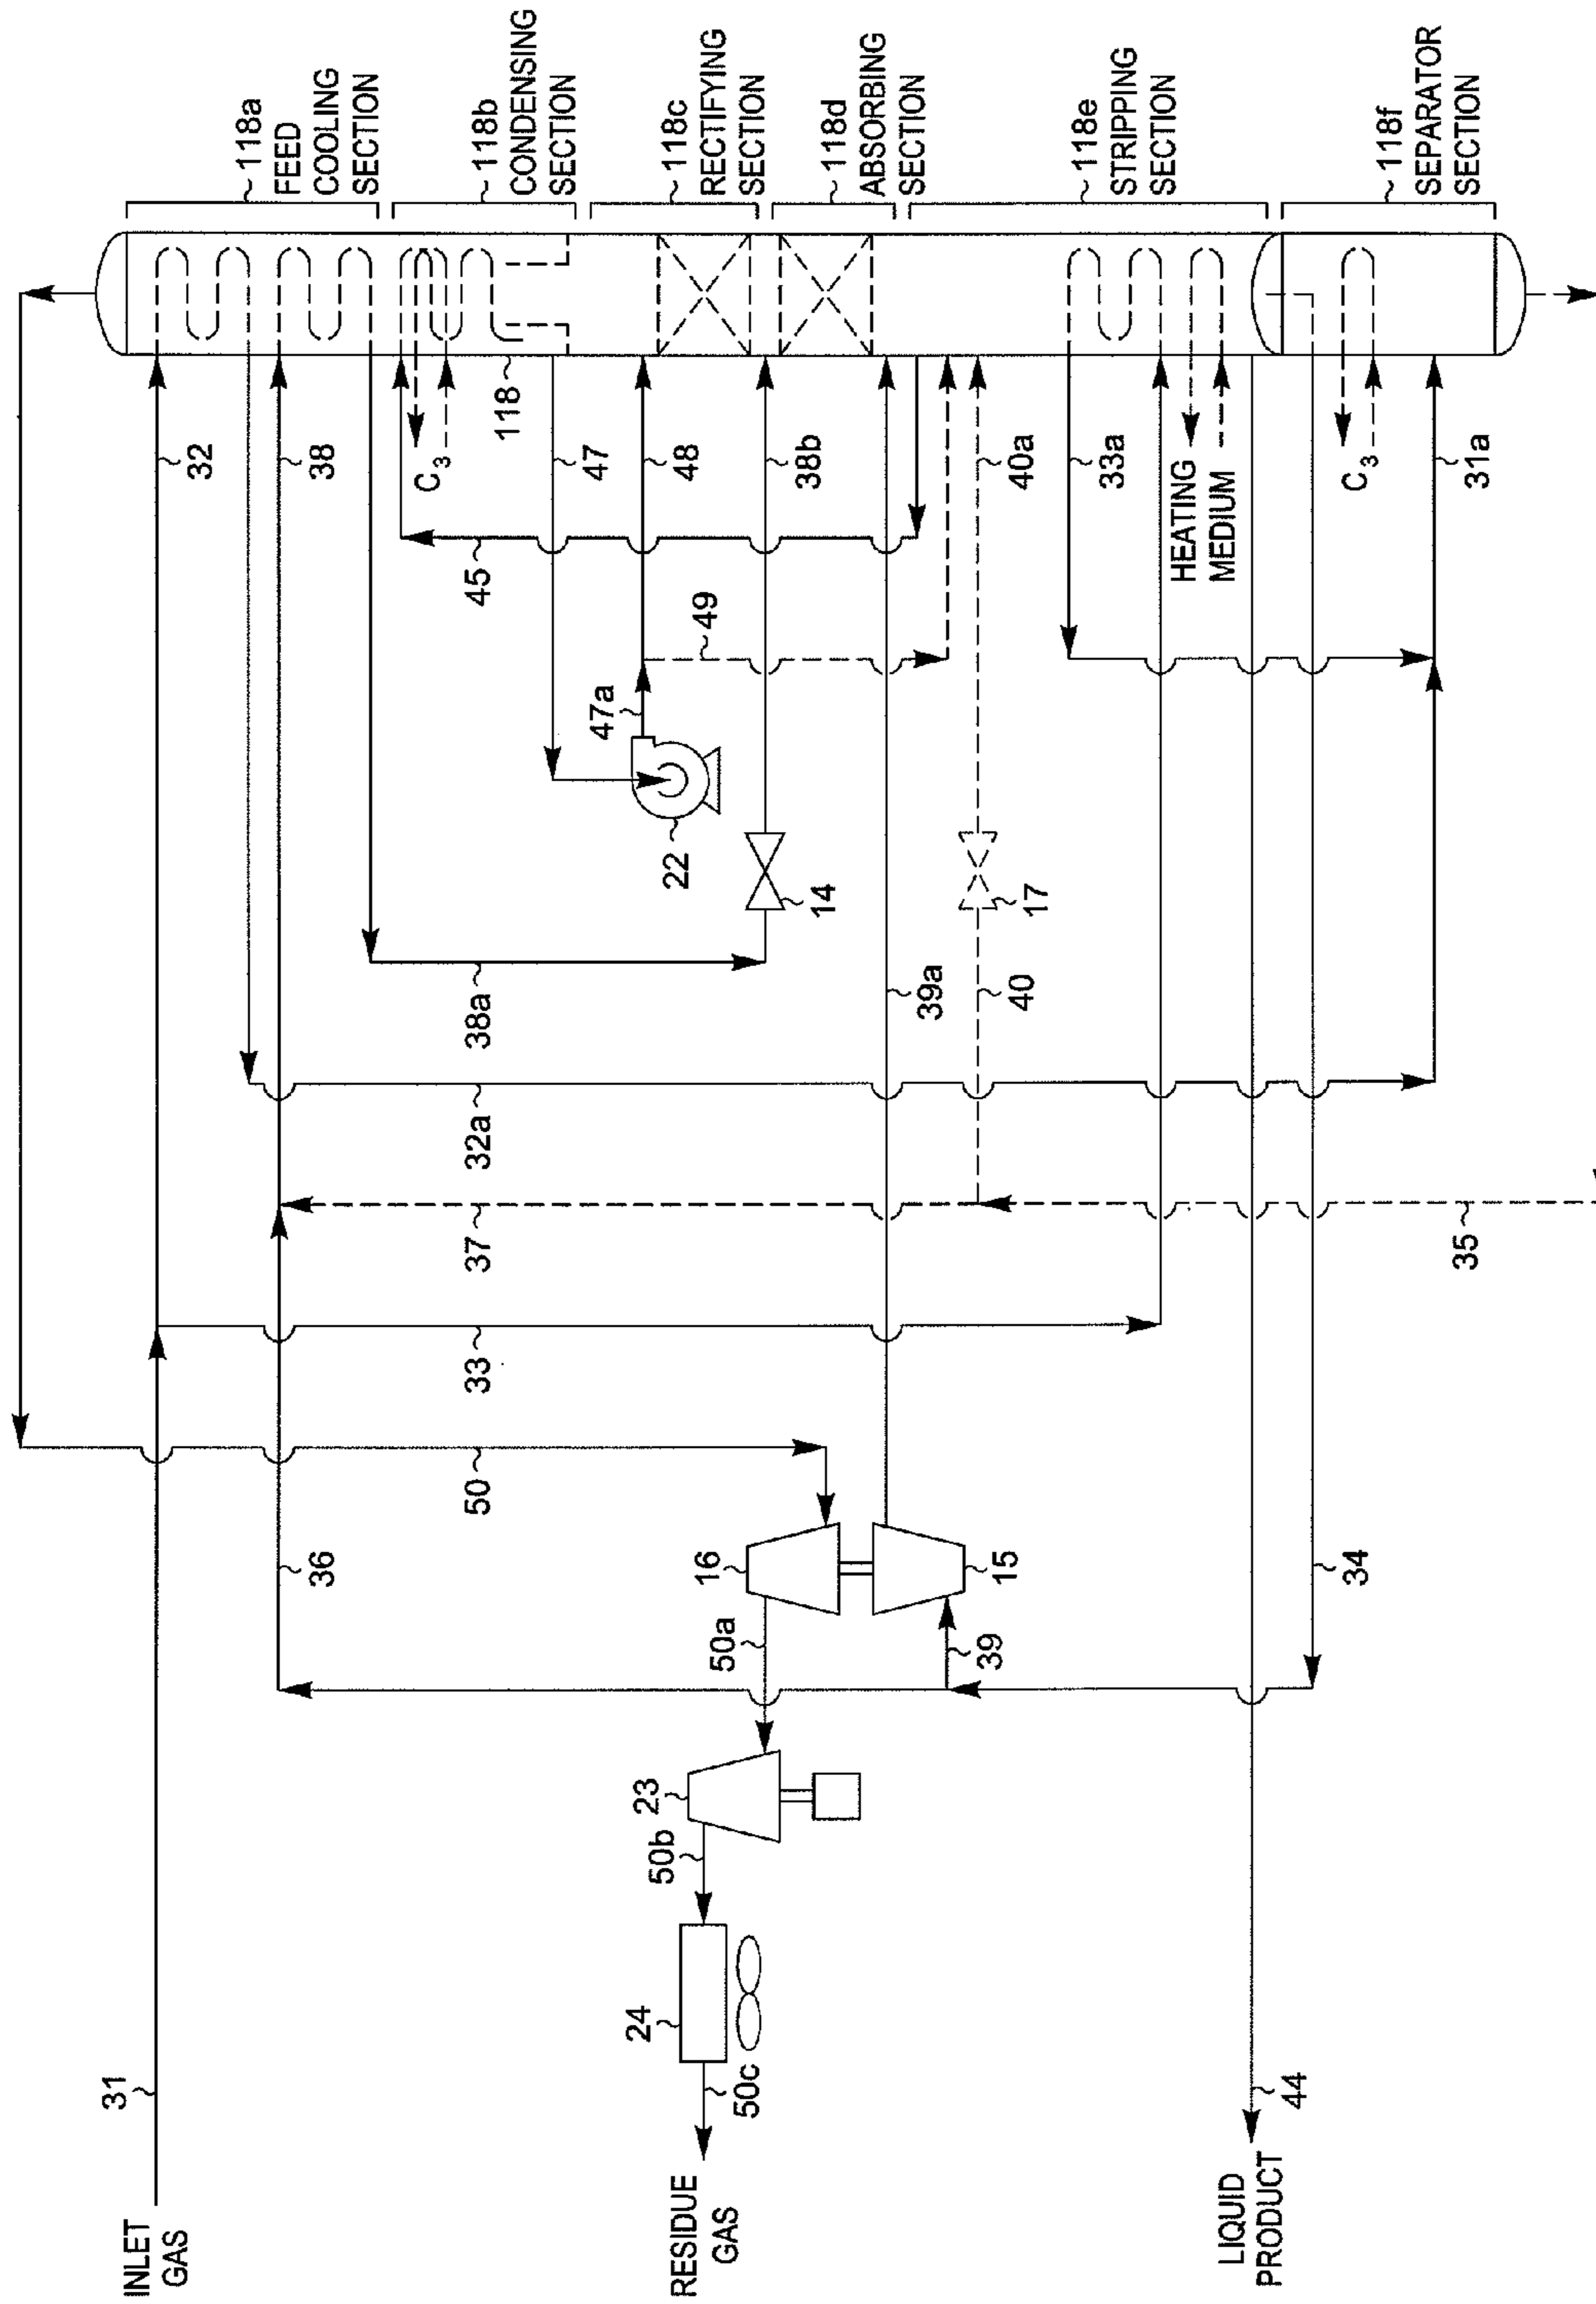 INLET
GAS
31
32
33
118a
FEED
COOLING
SECTION
38
36
37
32a
38a
50
45
C3
118
118b
CONDENSING
SECTION
47
48
47a
49
22
118c
RECTIFYING
SECTION
38b
14
118d
ABSORBING
SECTION
39a
40a
40
17
16
15
50a
39
23
50b
24
50c
RESIDUE
GAS
33a
HEATING
MEDIUM
118e
STRIPPING
SECTION
C3
31a
118f
SEPARATOR
SECTION
34
35
44
LIQUID
PRODUCT